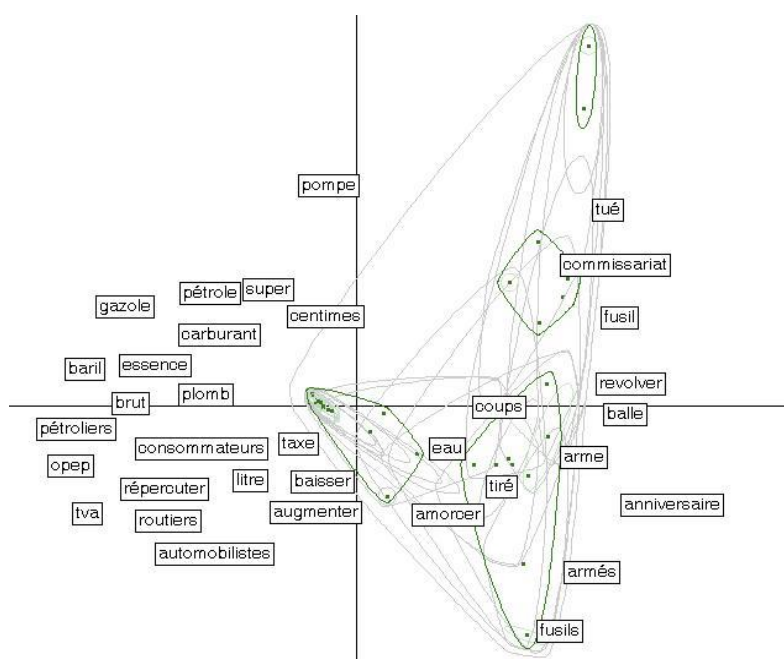 pompe
tué
commissariat
pétrole
super
gazole
centimes
fusil
carburant
baril
essence
revolver
brut
plomb
coups
balle
pétroliers
taxe
consommateurs
eau
arme
opep
litre
baisser
tiré
répercuter
anniversaire
tva
routiers
augmenter
amorcer
automobilistes
armés
fusils